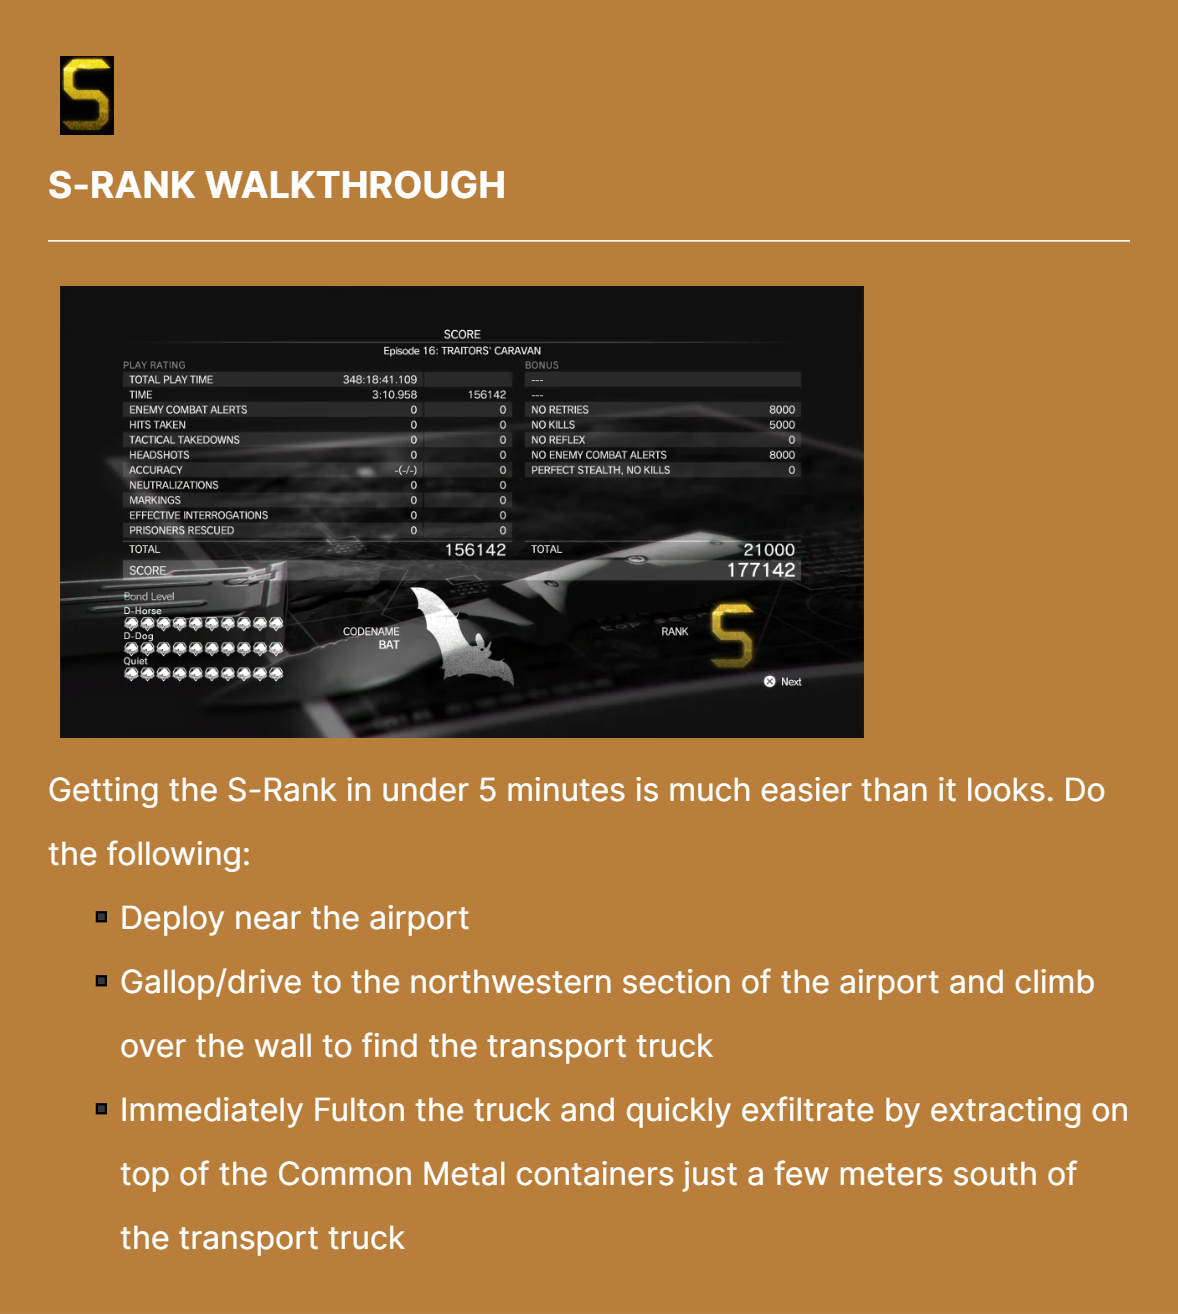 S
S-RANK WALKTHROUGH
SCORE
Episode 16: TRAITORS' CARAVAN
PLAY RATING
TOTAL PLAY TIME 348:18:41.109
TIME 3:10.958 156142
ENEMY COMBAT ALERTS 0 0
HITS TAKEN 0 0
TACTICAL TAKEDOWNS 0 0
HEADSHOTS 0 0
ACCURACY -(-/-) 0
NEUTRALIZATIONS 0 0
MARKINGS 0 0
EFFECTIVE INTERROGATIONS 0 0
PRISONERS RESCUED 0 0
TOTAL 156142
BONUS
---
---
NO RETRIES 8000
NO KILLS 5000
NO REFLEX 0
NO ENEMY COMBAT ALERTS 8000
PERFECT STEALTH, NO KILLS 0
TOTAL 21000
SCORE 177142
Bond Level
D-Horse
D-Dog
Quiet
CODENAME
BAT
RANK S
Next
Getting the S-Rank in under 5 minutes is much easier than it looks. Do
the following:
Deploy near the airport
Gallop/drive to the northwestern section of the airport and climb
over the wall to find the transport truck
Immediately Fulton the truck and quickly exfiltrate by extracting on
top of the Common Metal containers just a few meters south of
the transport truck